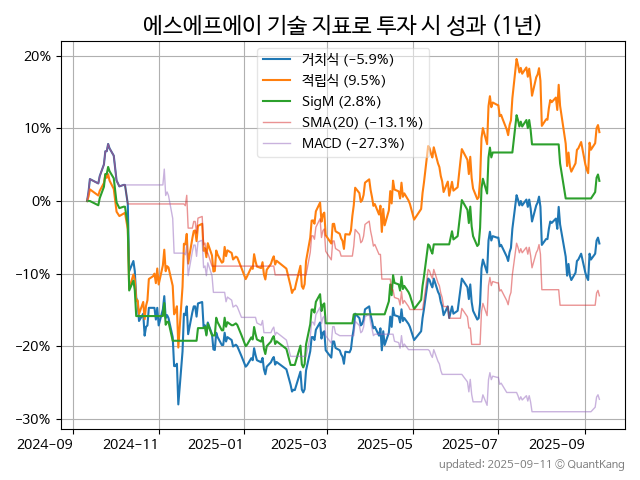 에스에프에이 기술 지표로 투자 시 성과 (1년)
거치식 (−5.9%)
적립식 (9.5%)
SigM (2.8%)
SMA(20) (−13.1%)
MACD (−27.3%)
20%
10%
0%
−10%
−20%
−30%
2024-09 2024-11 2025-01 2025-03 2025-05 2025-07 2025-09
updated: 2025-09-11 © QuantKang